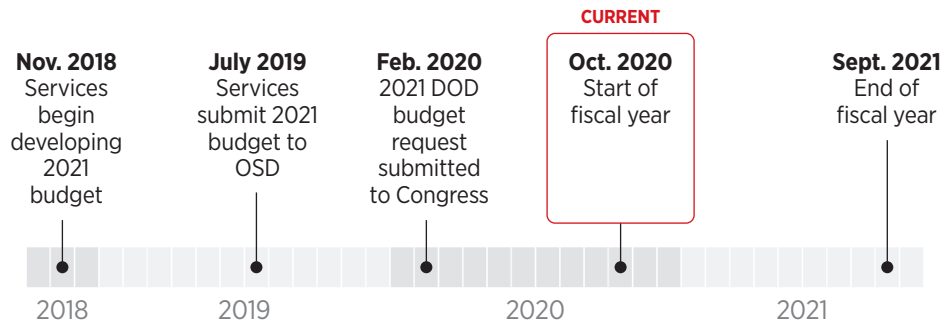 CURRENT
Nov. 2018
Services
begin
developing
2021
budget
July 2019
Services
submit 2021
budget to
OSD
Feb. 2020
2021 DOD
budget
request
submitted
to Congress
Oct. 2020
Start of
fiscal year
Sept. 2021
End of
fiscal year
2018
2019
2020
2021